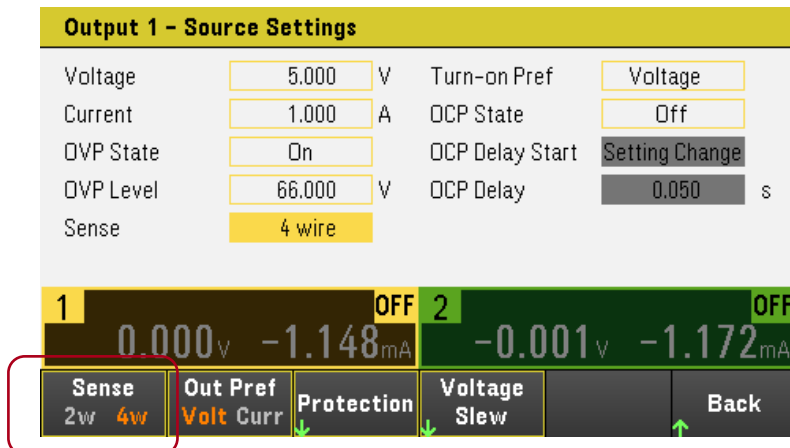 Output 1 - Source Settings
Voltage 5.000 V Turn-on Pref Voltage
Current 1.000 A OCP State Off
OVP State On OCP Delay Start Setting Change
OVP Level 66.000 V OCP Delay 0.050 s
Sense 4 wire
1 OFF 2 OFF
0.000V -1.148mA -0.001V -1.172mA
Sense Out Pref Protection Voltage Back
2w 4w Volt Curr Slew